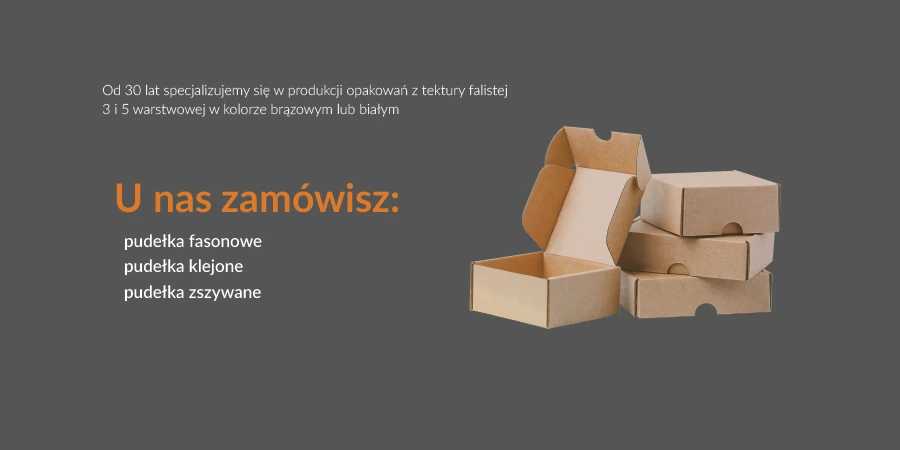 Od 30 lat specjalizujemy się w produkcji opakowań z tektury falistej
3 i 5 warstwowej w kolorze brązowym lub białym
U nas zamówisz:
pudełka fasonowe
pudełka klejone
pudełka zszywane